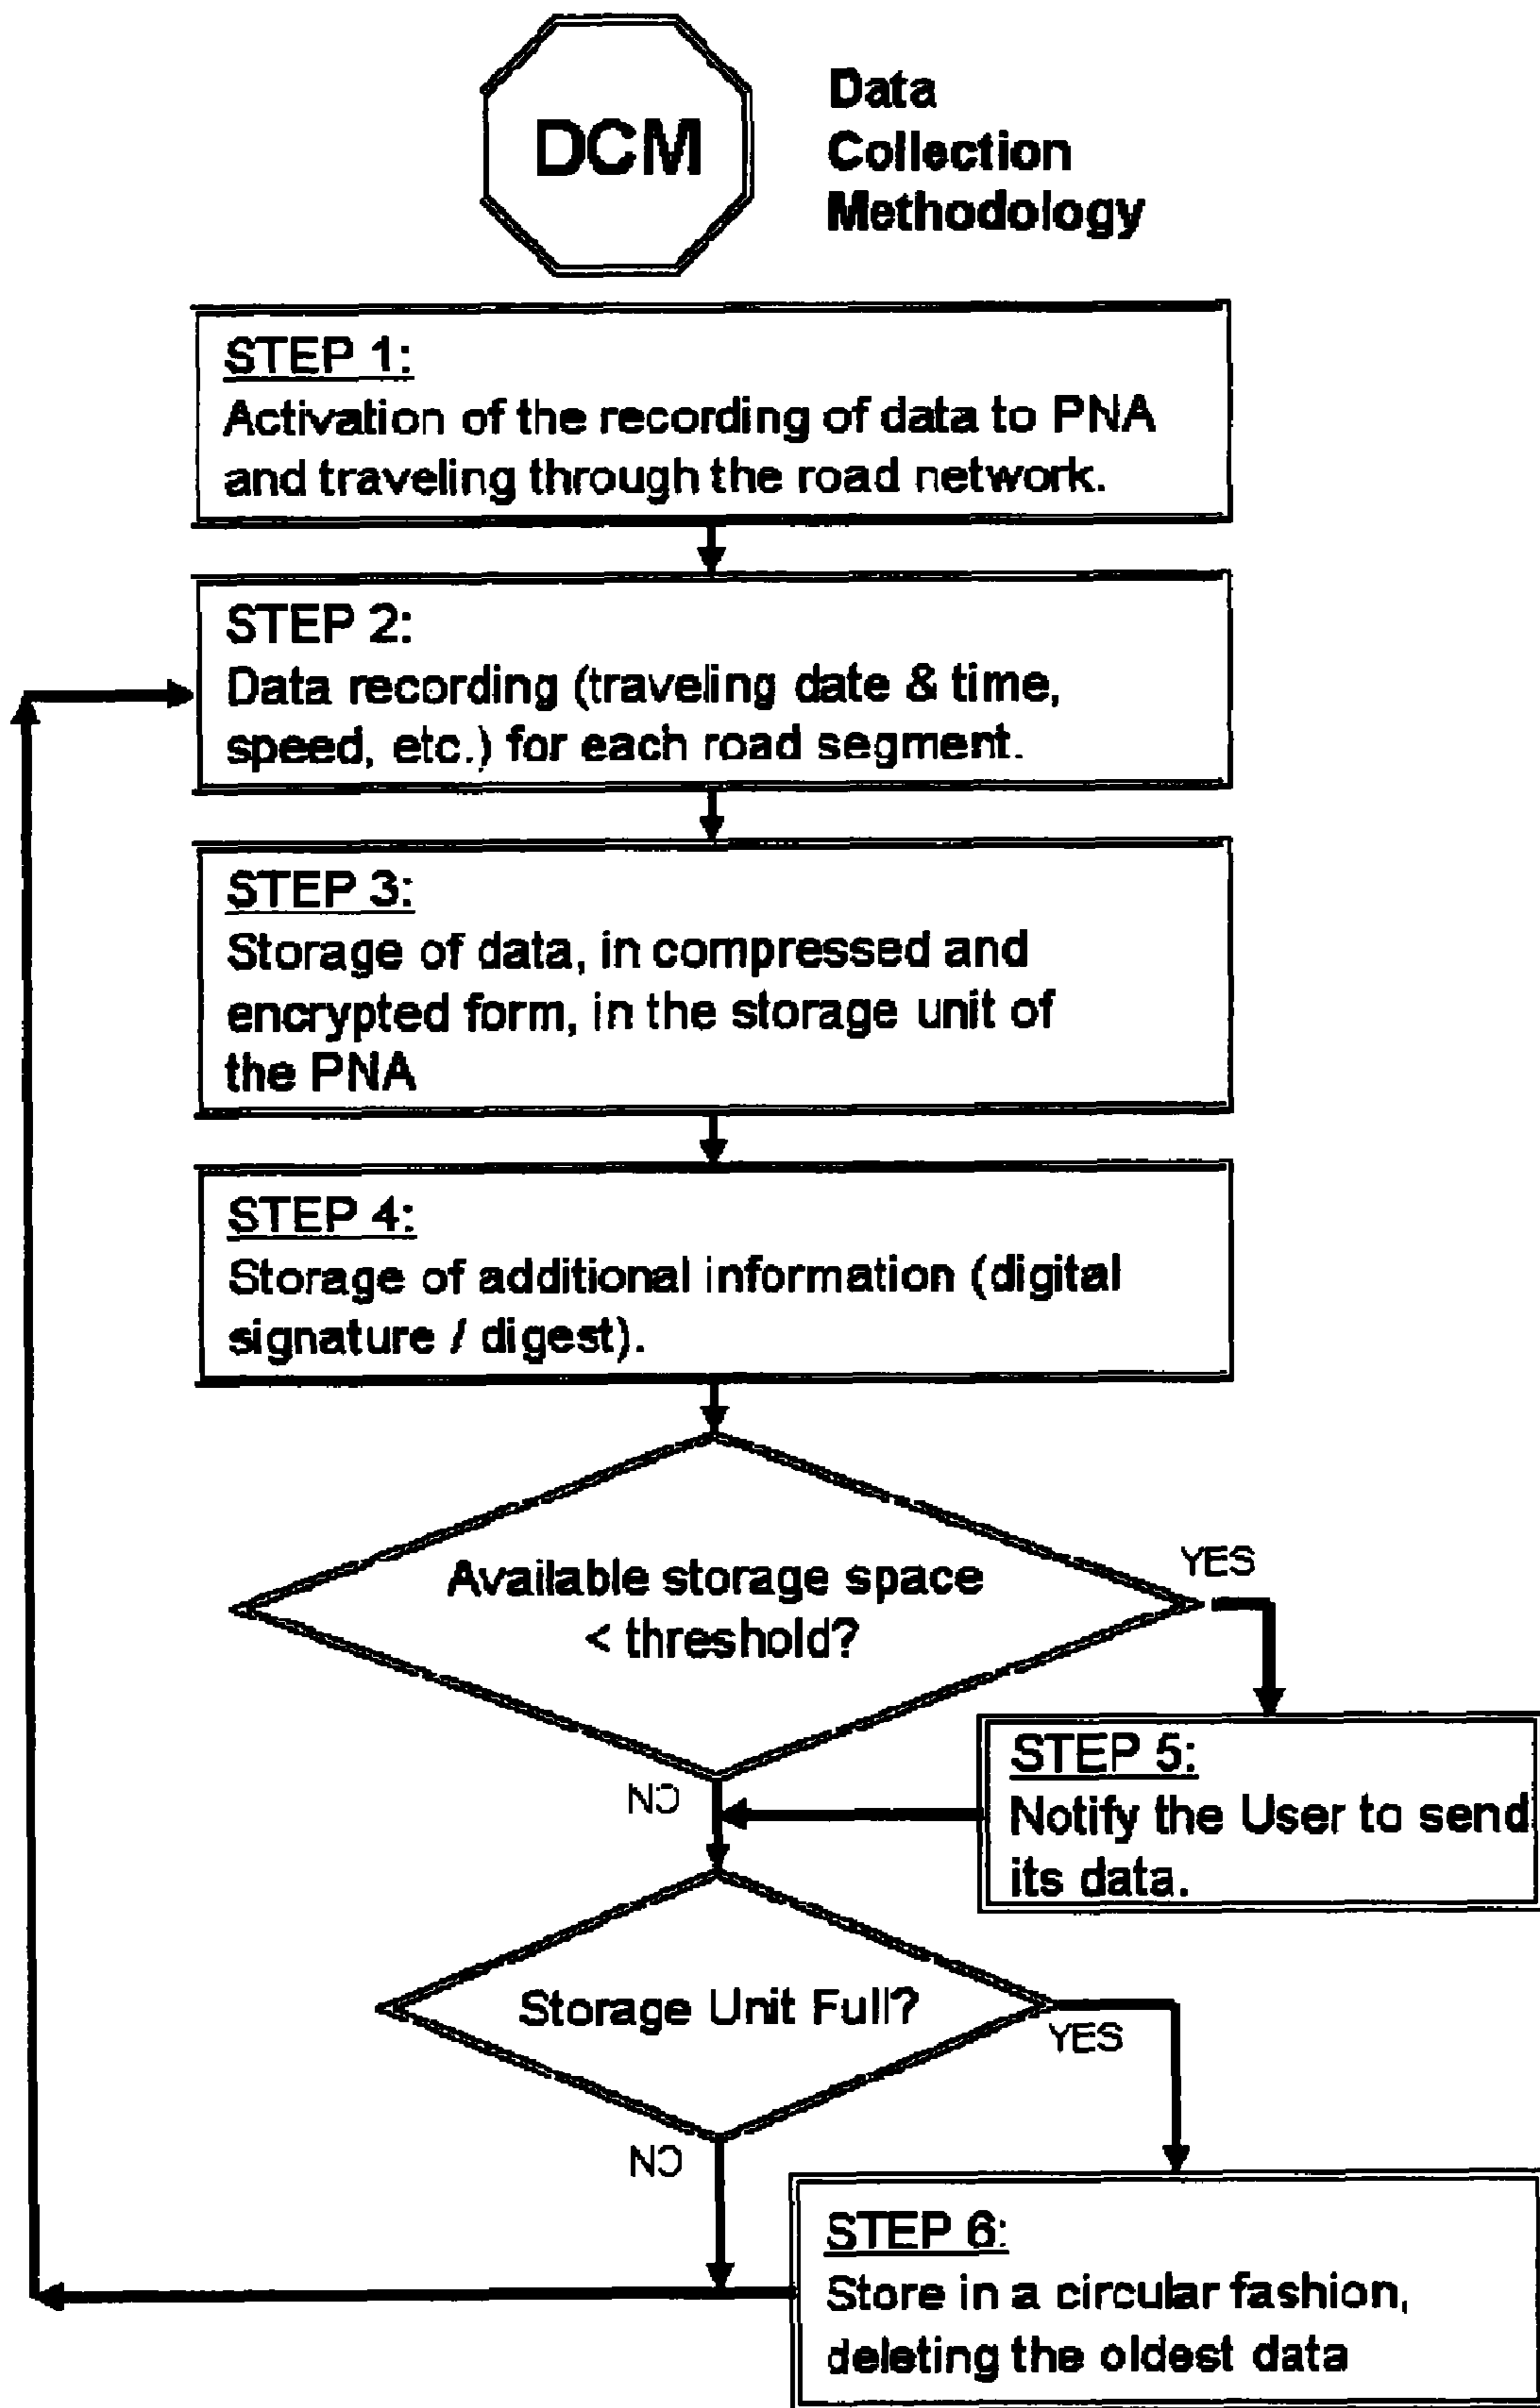 DCM
Data
Collection
Methodology
STEP 1:
Activation of the recording of data to PNA
and traveling through the road network.
STEP 2:
Data recording (traveling date & time,
speed, etc.) for each road segment.
STEP 3:
Storage of data, in compressed and
encrypted form, in the storage unit of
the PNA
STEP 4:
Storage of additional information (digital
signature / digest).
Available storage space
< threshold?
YES
NO
STEP 5:
Notify the User to send
its data.
Storage Unit Full?
YES
NO
STEP 6:
Store in a circular fashion,
deleting the oldest data